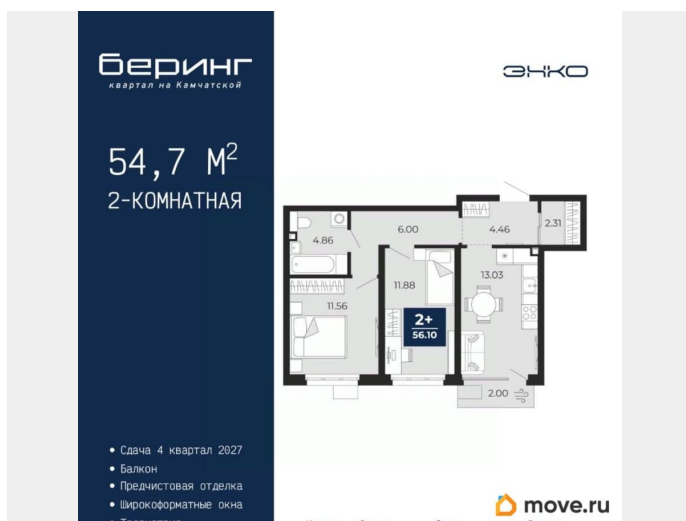 беринг
квартал на Камчатской
ЭНКО
54,7 М²
2-КОМНАТНАЯ
4.86
6.00
4.46
2.31
11.56
11.88
13.03
2+
56.10
2.00
• Сдача 4 квартал 2027
• Балкон
• Предчистовая отделка
• Широкоформатные окна
move.ru